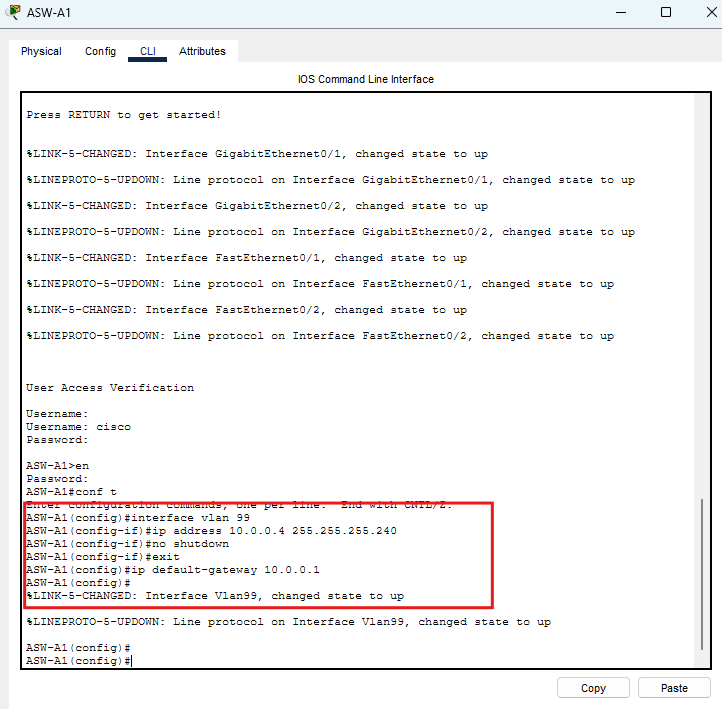 ASW-A1
Physical Config CLI Attributes
IOS Command Line Interface
Press RETURN to get started!
%LINK-5-CHANGED: Interface GigabitEthernet0/1, changed state to up
%LINEPROTO-5-UPDOWN: Line protocol on Interface GigabitEthernet0/1, changed state to up
%LINK-5-CHANGED: Interface GigabitEthernet0/2, changed state to up
%LINEPROTO-5-UPDOWN: Line protocol on Interface GigabitEthernet0/2, changed state to up
%LINK-5-CHANGED: Interface FastEthernet0/1, changed state to up
%LINEPROTO-5-UPDOWN: Line protocol on Interface FastEthernet0/1, changed state to up
%LINK-5-CHANGED: Interface FastEthernet0/2, changed state to up
%LINEPROTO-5-UPDOWN: Line protocol on Interface FastEthernet0/2, changed state to up
User Access Verification
Username:
Username: cisco
Password:
ASW-A1>en
Password:
ASW-A1#conf t
Enter configuration commands, one per line. End with CNTL/Z.
ASW-A1(config)#interface vlan 99
ASW-A1(config-if)#ip address 10.0.0.4 255.255.255.240
ASW-A1(config-if)#no shutdown
ASW-A1(config-if)#exit
ASW-A1(config)#ip default-gateway 10.0.0.1
ASW-A1(config)#
%LINK-5-CHANGED: Interface Vlan99, changed state to up
%LINEPROTO-5-UPDOWN: Line protocol on Interface Vlan99, changed state to up
ASW-A1(config)#
ASW-A1(config)#
Copy Paste